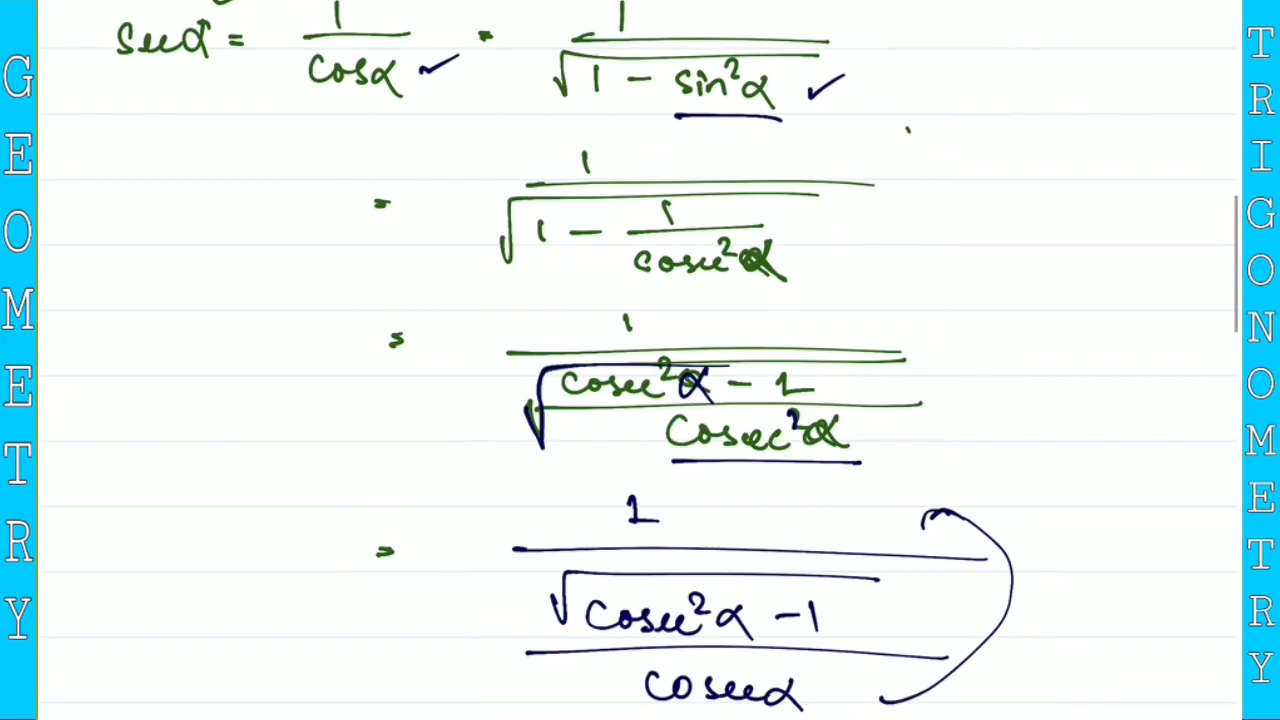 GEOMETRY
secα = 1/cosα ✓ = 1/√(1 - sin²α) ✓
= 1/√(1 - 1/cosec²α)
= 1/√((cosec²α - 1)/cosec²α)
= 1/(√(cosec²α - 1)/cosecα)
TRIGONOMETRY